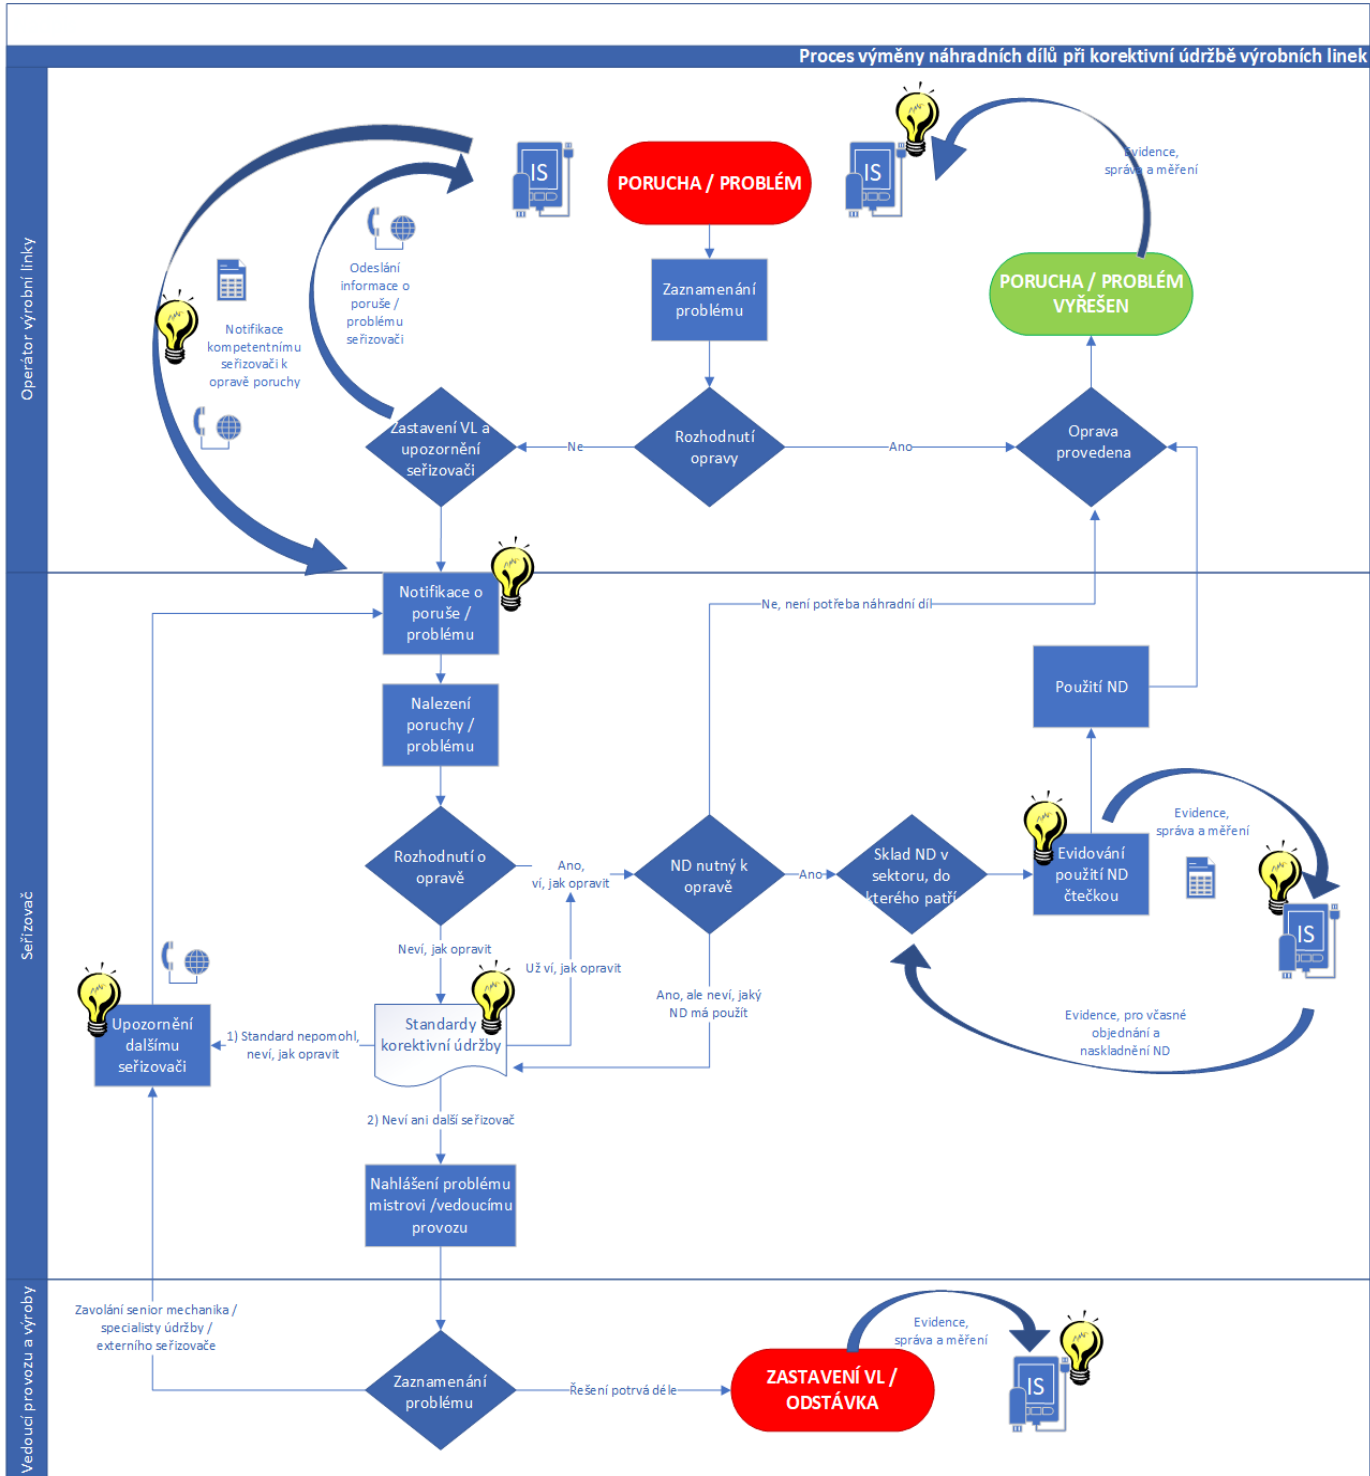 Proces výměny náhradních dílů při korektivní údržbě výrobních linek
Operátor výrobní linky
IS
PORUCHA / PROBLÉM
IS
Evidence,
správa a měření
Odeslání
informace o
poruše /
problému
seřizovači
Zaznamenání
problému
PORUCHA / PROBLÉM
VYŘEŠEN
Notifikace
kompetentnímu
seřizovači k
opravě poruchy
Zastavení VL a
upozornění
seřizovači
Ne
Rozhodnutí
opravy
Ano
Oprava
provedena
Seřizovač
Notifikace o
poruše /
problému
Ne, není potřeba náhradní díl
Nalezení
poruchy /
problému
Použití ND
Rozhodnutí o
opravě
Ano,
ví, jak opravit
ND nutný k
opravě
Ano
Sklad ND v
sektoru, do
kterého patří
Evidování
použití ND
čtečkou
Evidence,
správa a měření
IS
Neví, jak opravit
Už ví, jak opravit
Ano, ale neví, jaký
ND má použít
Evidence, pro včasné
objednání a
naskladnění ND
Upozornění
dalšímu
seřizovači
1) Standard nepomohl,
neví, jak opravit
Standardy
korektivní údržby
2) Neví ani další seřizovač
Nahlášení problému
mistrovi /vedoucímu
provozu
Vedoucí provozu a výroby
Zavolání senior mechanika /
specialisty údržby /
externího seřizovače
Zaznamenání
problému
Řešení potrvá déle
ZASTAVENÍ VL /
ODSTÁVKA
Evidence,
správa a měření
IS